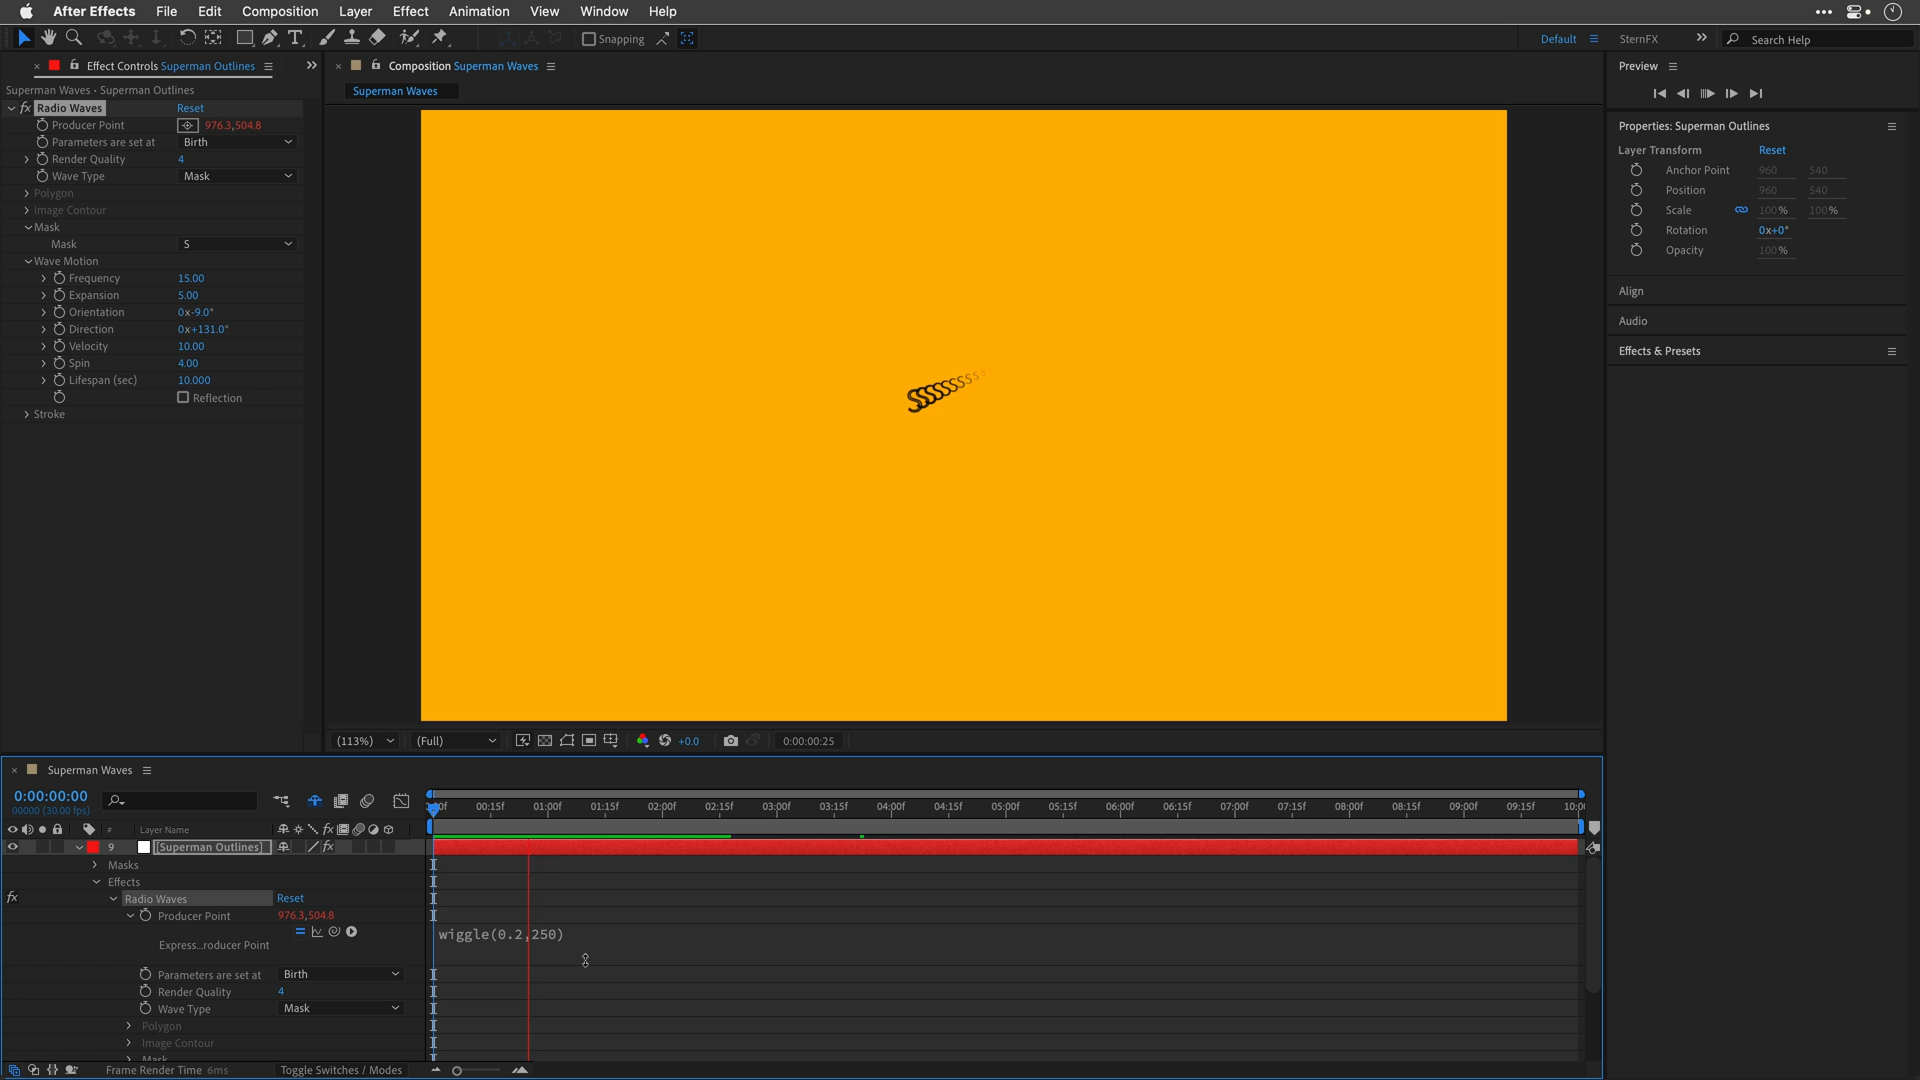 After Effects File Edit Composition Layer Effect Animation View Window Help
Snapping Default SternFX Search Help
Effect Controls Superman Outlines
Superman Waves • Superman Outlines
fx Radio Waves Reset
Producer Point 976.3,504.8
Parameters are set at Birth
Render Quality 4
Wave Type Mask
Polygon
Image Contour
Mask
Mask S
Wave Motion
Frequency 15.00
Expansion 5.00
Orientation 0x-9.0°
Direction 0x+131.0°
Velocity 10.00
Spin 4.00
Lifespan (sec) 10.000
Reflection
Stroke
Composition Superman Waves
Superman Waves
SSSSSSSSSS
(113%) (Full) +0.0 0:00:00:25
Preview
Properties: Superman Outlines
Layer Transform Reset
Anchor Point 960 540
Position 960 540
Scale 100% 100%
Rotation 0x+0°
Opacity 100%
Align
Audio
Effects & Presets
Superman Waves
0:00:00:00
00000 (30.00 fps)
00:15f 01:00f 01:15f 02:00f 02:15f 03:00f 03:15f 04:00f 04:15f 05:00f 05:15f 06:00f 06:15f 07:00f 07:15f 08:00f 08:15f 09:00f 09:15f 10:0
# Layer Name fx
9 [Superman Outlines] fx
Masks
Effects
fx Radio Waves Reset
Producer Point 976.3,504.8
Express...roducer Point
wiggle(0.2,250)
Parameters are set at Birth
Render Quality 4
Wave Type Mask
Polygon
Image Contour
Mask
Frame Render Time 6ms Toggle Switches / Modes